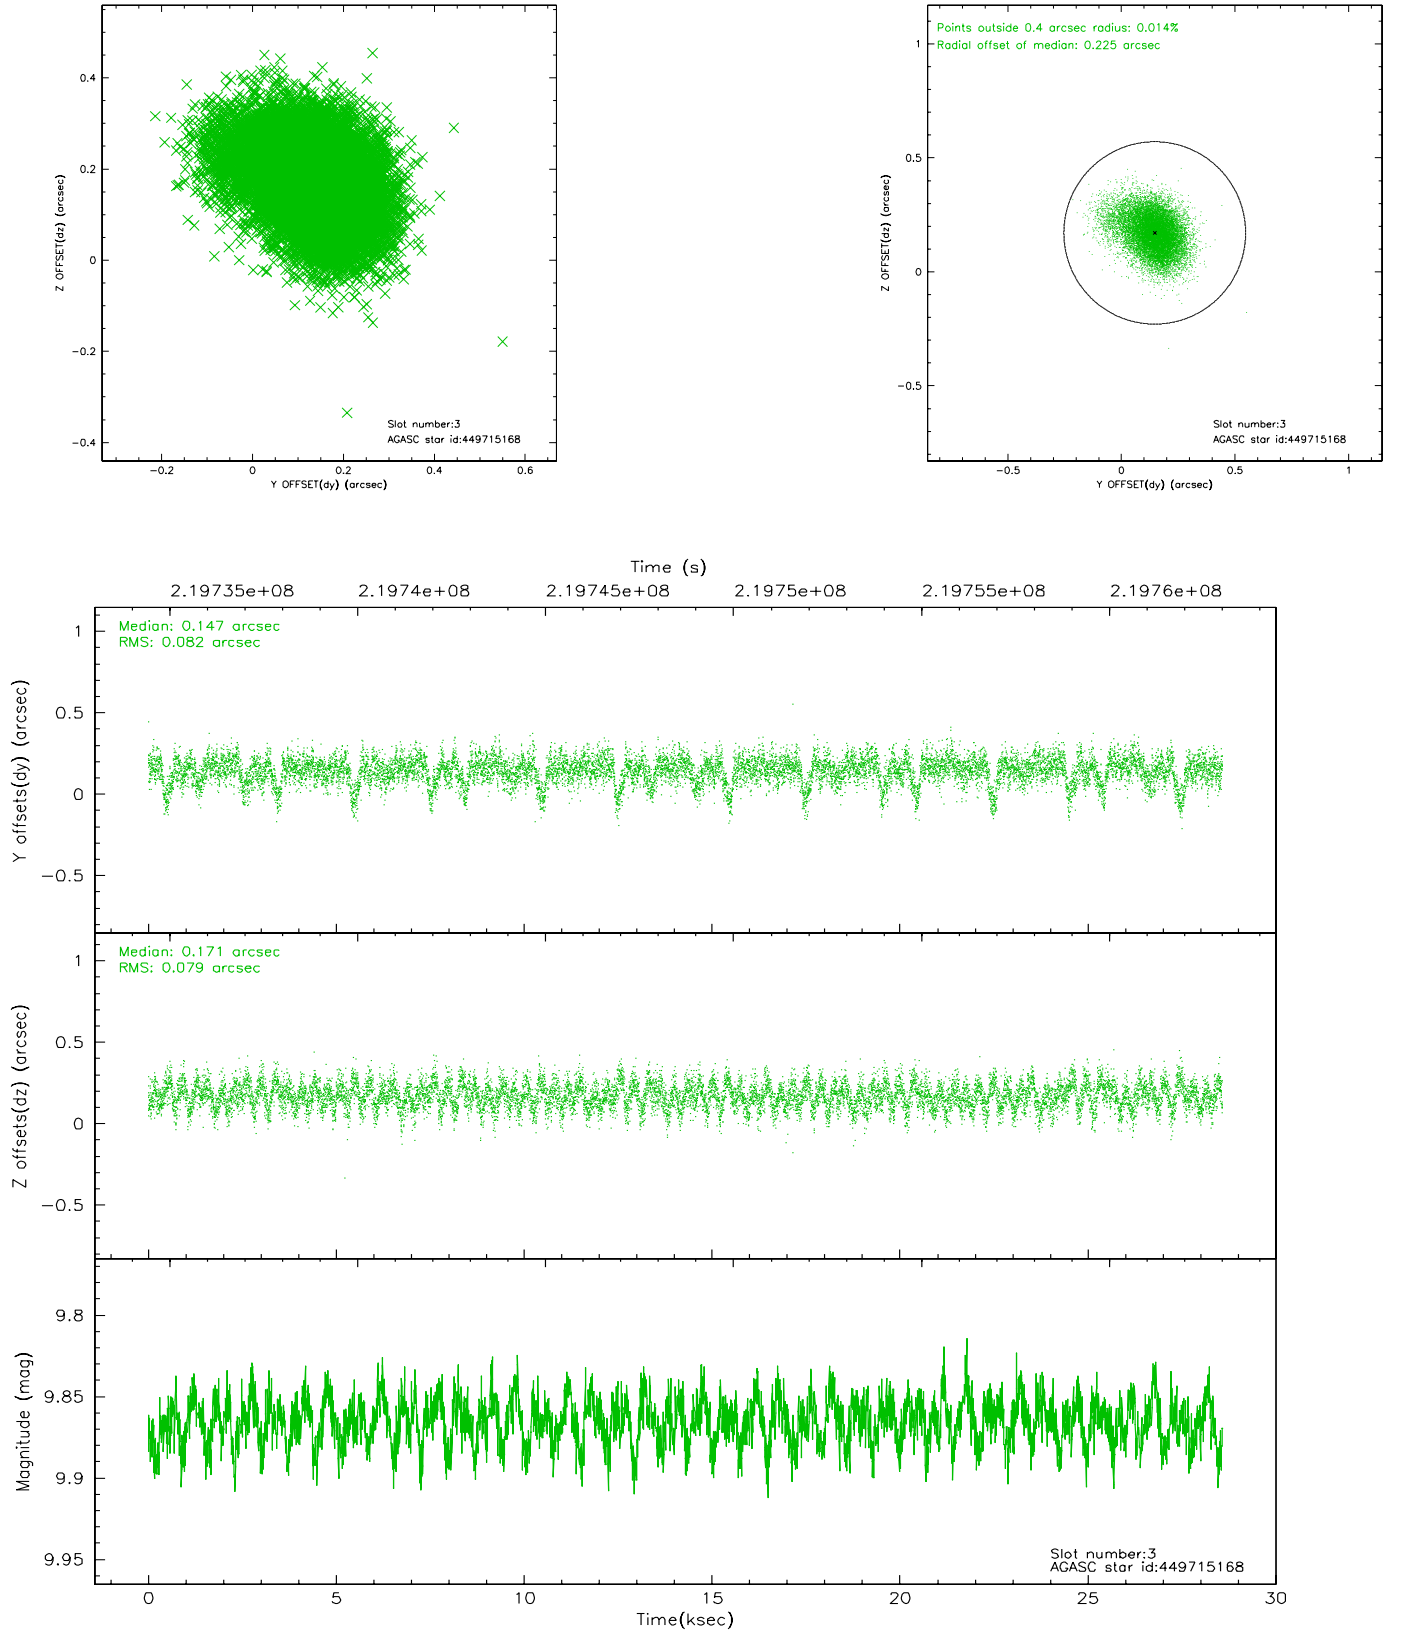 0.4
0.2
0
−0.2
−0.4
Z OFFSET(dz) (arcsec)
Slot number:3
AGASC star id:449715168
−0.2 0 0.2 0.4 0.6
Y OFFSET(dy) (arcsec)
Points outside 0.4 arcsec radius: 0.014%
Radial offset of median: 0.225 arcsec
1
0.5
0
−0.5
Z OFFSET(dz) (arcsec)
Slot number:3
AGASC star id:449715168
−0.5 0 0.5 1
Y OFFSET(dy) (arcsec)
Time (s)
2.19735e+08 2.1974e+08 2.19745e+08 2.1975e+08 2.19755e+08 2.1976e+08
Median: 0.147 arcsec
RMS: 0.082 arcsec
1
0.5
0
−0.5
Y offsets(dy) (arcsec)
Median: 0.171 arcsec
RMS: 0.079 arcsec
1
0.5
0
−0.5
Z offsets(dz) (arcsec)
9.8
9.85
9.9
9.95
Magnitude (mag)
Slot number:3
AGASC star id:449715168
0 5 10 15 20 25 30
Time(ksec)